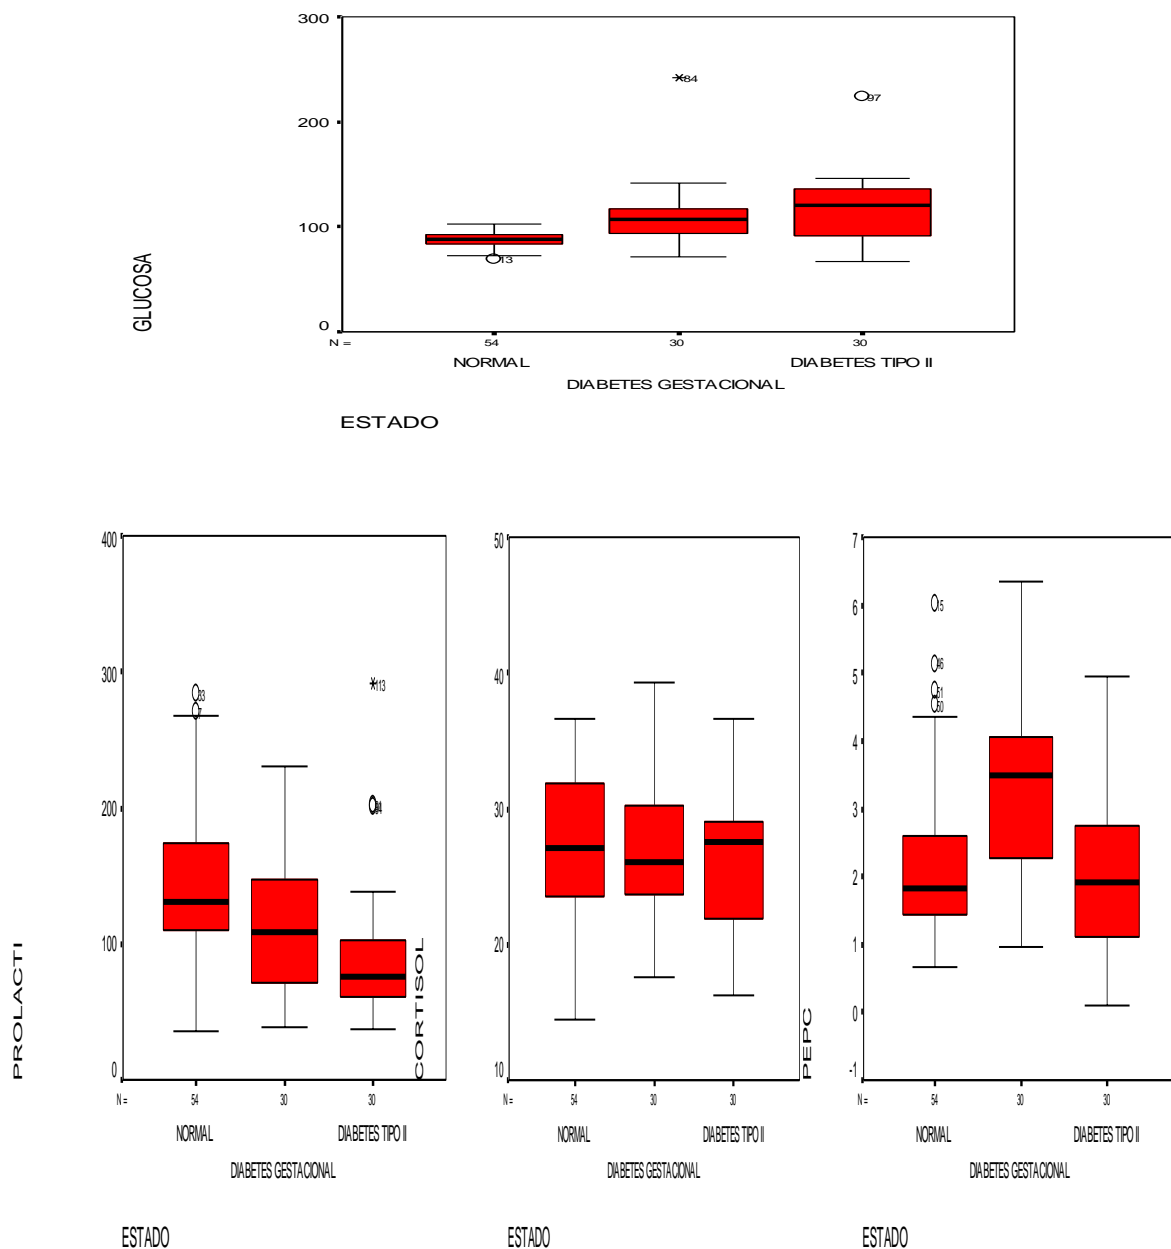 300
200
100
0
GLUCOSA
84
97
13
N =
54
30
30
NORMAL
DIABETES TIPO II
DIABETES GESTACIONAL
ESTADO
400
300
200
100
0
PROLACTI
33
7
113
N =
54
30
30
NORMAL
DIABETES TIPO II
DIABETES GESTACIONAL
ESTADO
50
40
30
20
10
CORTISOL
N =
54
30
30
NORMAL
DIABETES TIPO II
DIABETES GESTACIONAL
ESTADO
7
6
5
4
3
2
1
0
-1
PEPC
15
46
51
50
N =
54
30
30
NORMAL
DIABETES TIPO II
DIABETES GESTACIONAL
ESTADO